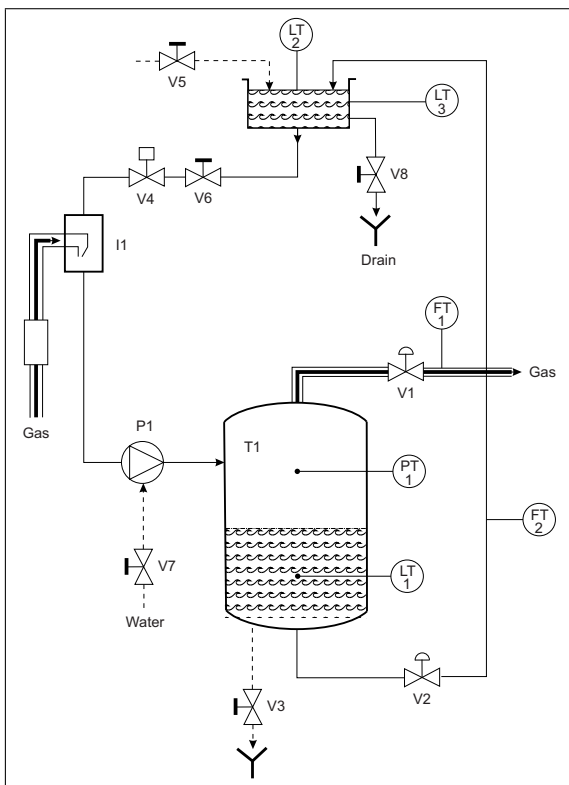 LT
2
V5
LT
3
V4
V6
V8
I1
Drain
FT
1
Gas
V1
Gas
P1
T1
PT
1
FT
2
V7
LT
1
Water
V2
V3